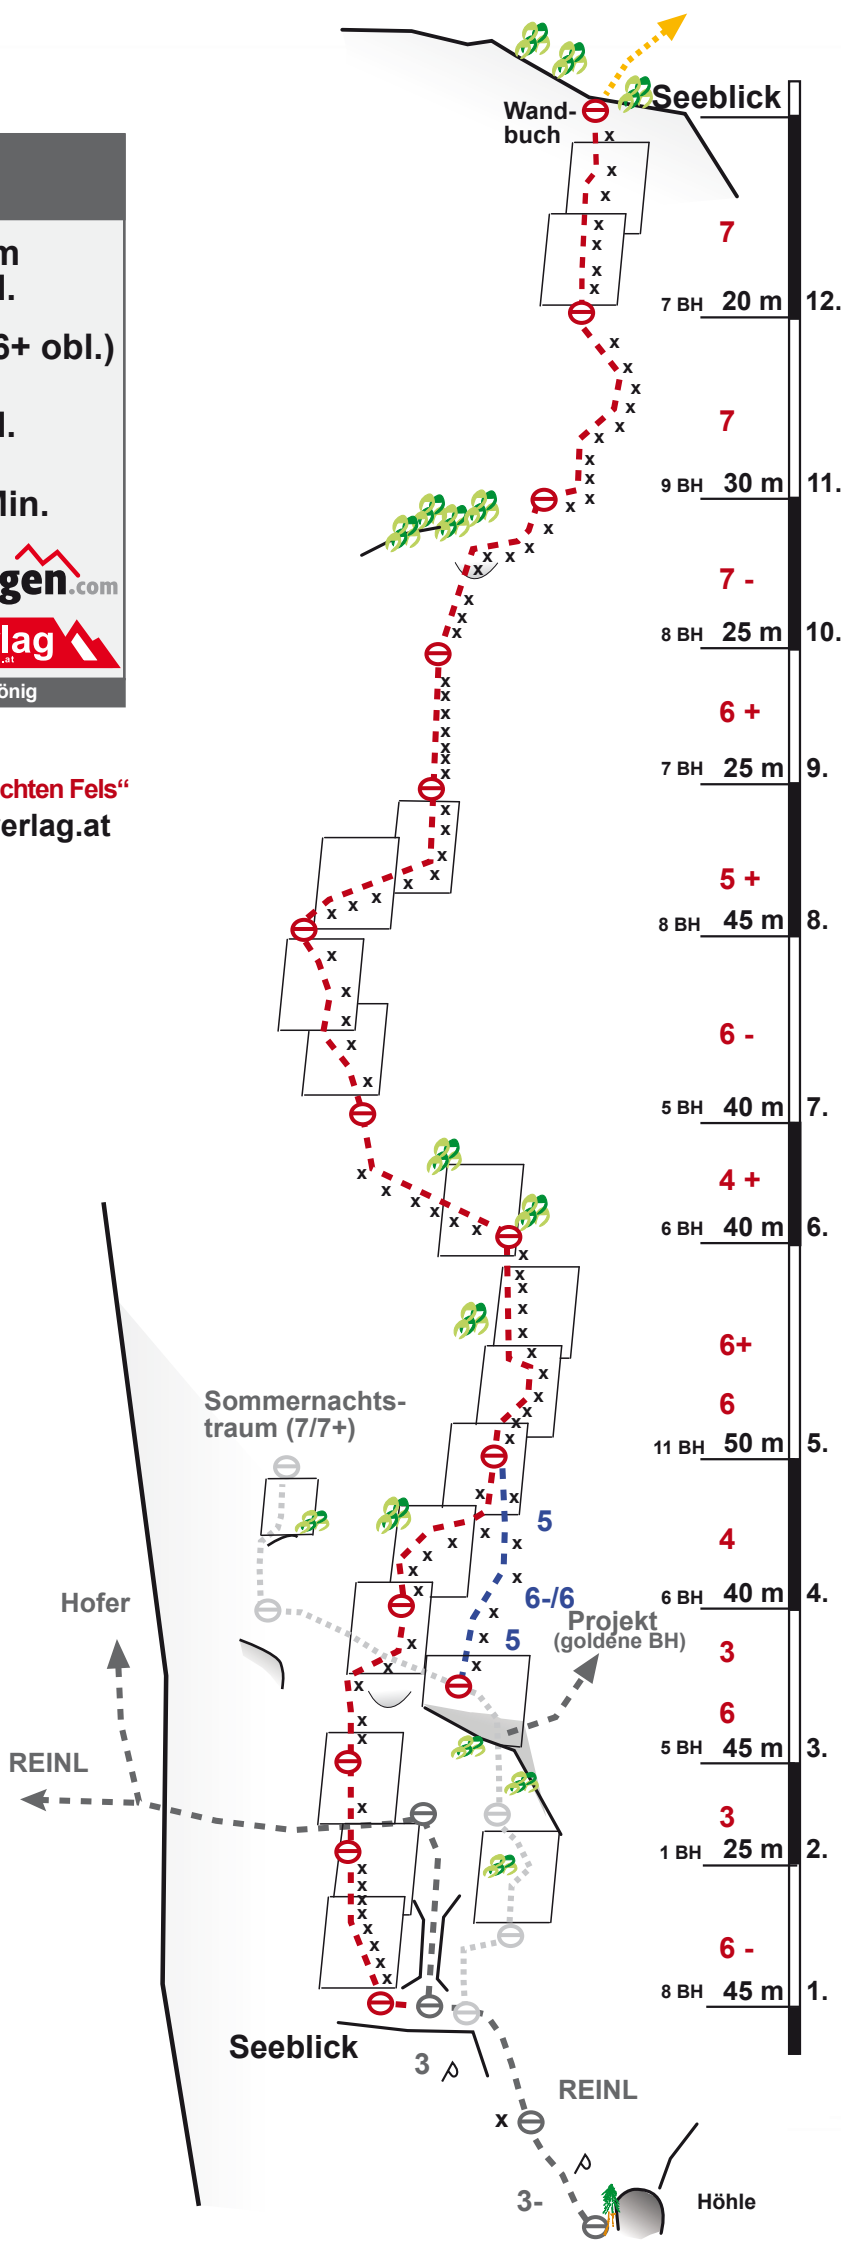 Seeblick
Wand-
buch
7
7 BH 20 m 12.
7
9 BH 30 m 11.
7 -
8 BH 25 m 10.
6 +
7 BH 25 m 9.
5 +
8 BH 45 m 8.
6 -
5 BH 40 m 7.
4 +
6 BH 40 m 6.
6+
6
11 BH 50 m 5.
4
6 BH 40 m 4.
3
6
5 BH 45 m 3.
3
1 BH 25 m 2.
6 -
8 BH 45 m 1.
m
l.
6+ obl.)
l.
Min.
gen.com
lag
.at
önig
chten Fels“
erlag.at
Sommernachts-
traum (7/7+)
5
6-/6
5
Projekt
(goldene BH)
Hofer
REINL
Seeblick
3
REINL
x
3-
Höhle